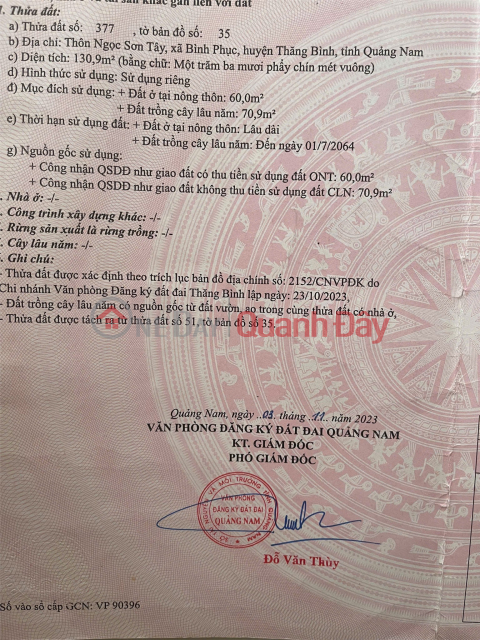 sản khác gắn liền với đất
I. Thửa đất:
a) Thửa đất số: 377 , tờ bản đồ số: 35
b) Địa chỉ: Thôn Ngọc Sơn Tây, xã Bình Phục, huyện Thăng Bình, tỉnh Quảng Nam
c) Diện tích: 130,9m² (bằng chữ: Một trăm ba mươi phẩy chín mét vuông)
d) Hình thức sử dụng: Sử dụng riêng
đ) Mục đích sử dụng: + Đất ở tại nông thôn: 60,0m²
+ Đất trồng cây lâu năm: 70,9m²
e) Thời hạn sử dụng đất: + Đất ở tại nông thôn: Lâu dài
+ Đất trồng cây lâu năm: Đến ngày 01/7/2064
g) Nguồn gốc sử dụng:
+ Công nhận QSDĐ như giao đất có thu tiền sử dụng đất ONT: 60,0m²
+ Công nhận QSDĐ như giao đất không thu tiền sử dụng đất CLN: 70,9m²
. Nhà ở: -/-
. Công trình xây dựng khác: -/-
. Rừng sản xuất là rừng trồng: -/-
. Cây lâu năm: -/-
. Ghi chú:
- Thửa đất được xác định theo trích lục bản đồ địa chính số: 2152/CNVPĐK do
Chi nhánh Văn phòng Đăng ký đất đai Thăng Bình lập ngày: 23/10/2023,
- Đất trồng cây lâu năm có nguồn gốc từ đất vườn, ao trong cùng thửa đất có nhà ở,
- Thửa đất được tách ra từ thửa đất số 51, tờ bản đồ số 35.
Quảng Nam, ngày ..03. tháng ..11.. năm 2023
VĂN PHÒNG ĐĂNG KÝ ĐẤT ĐAI QUẢNG NAM
KT. GIÁM ĐỐC
PHÓ GIÁM ĐỐC
VĂN PHÒNG
ĐĂNG KÝ ĐẤT ĐAI
QUẢNG NAM
Đỗ Văn Thùy
Số vào sổ cấp GCN: VP 90396